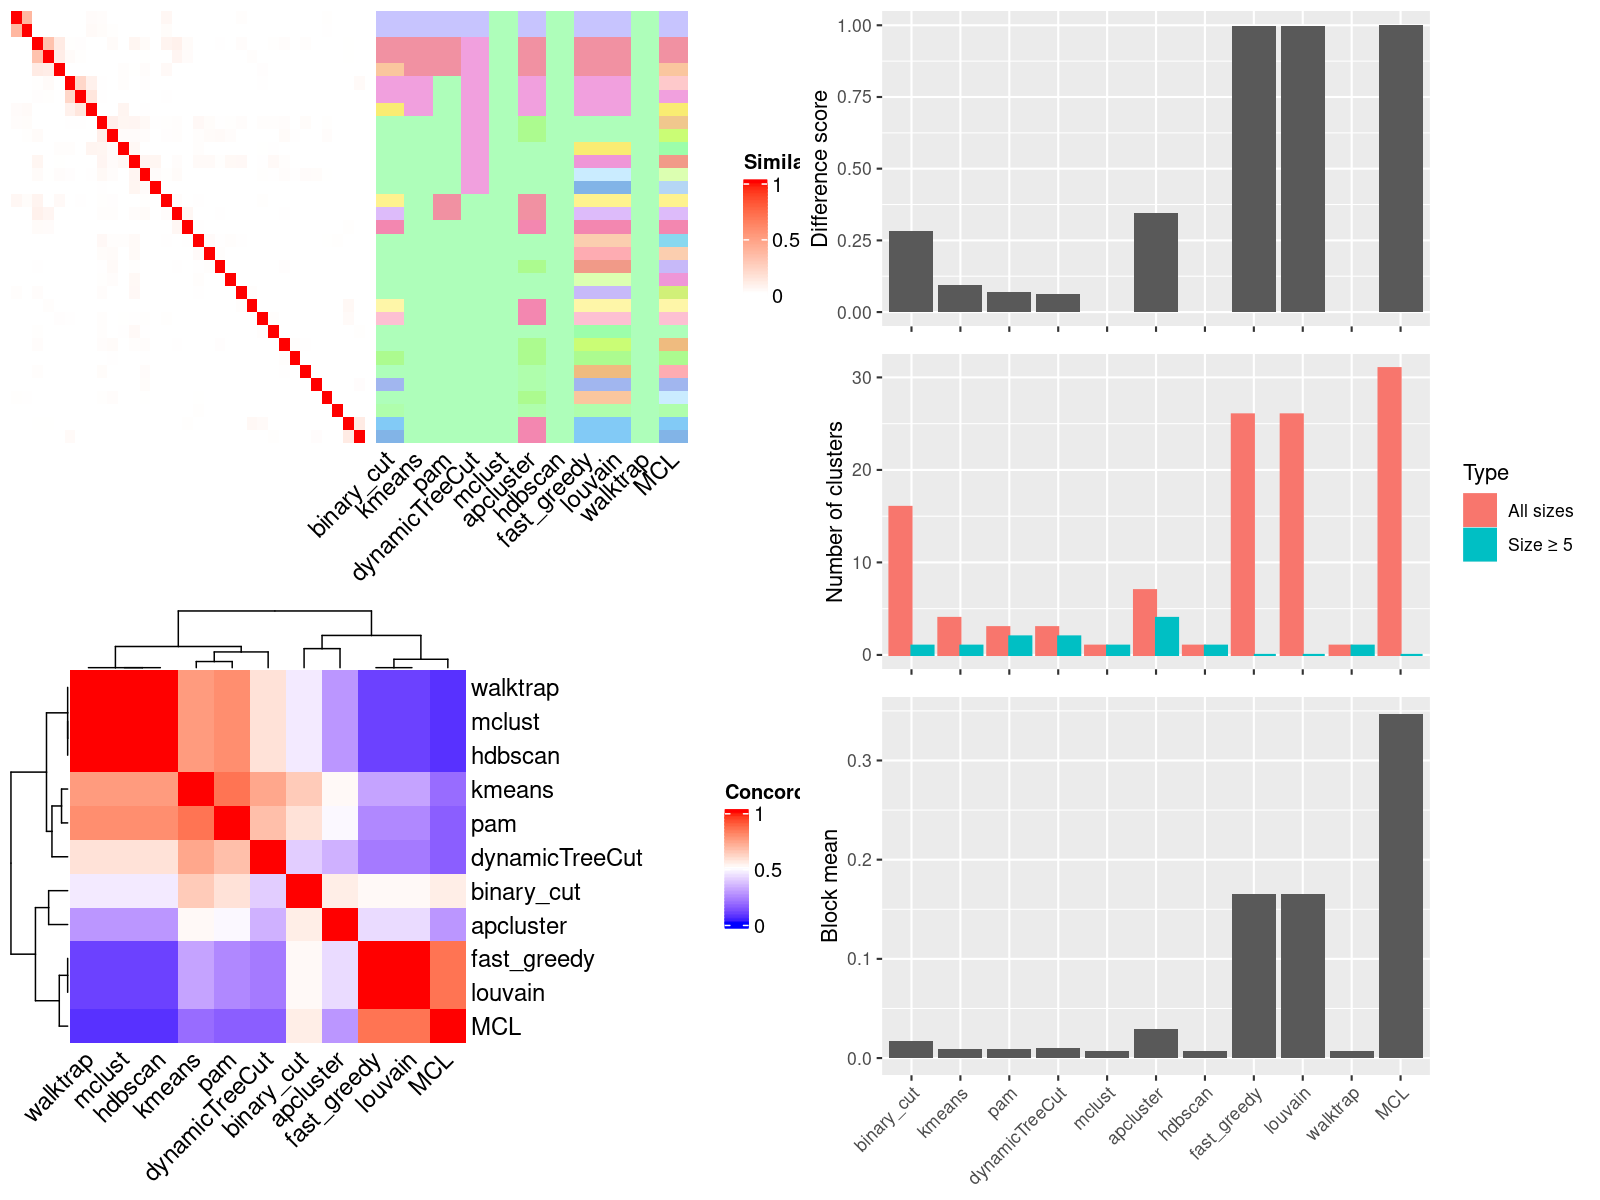 Simila
1
0.5
0
binary_cut
kmeans
pam
dynamicTreeCut
mclust
apcluster
hdbscan
fast_greedy
louvain
walktrap
MCL
walktrap
mclust
hdbscan
kmeans
pam
dynamicTreeCut
binary_cut
apcluster
fast_greedy
louvain
MCL
Concord
1
0.5
0
walktrap
mclust
hdbscan
kmeans
pam
dynamicTreeCut
binary_cut
apcluster
fast_greedy
louvain
MCL
Difference score
1.00
0.75
0.50
0.25
0.00
Number of clusters
30
20
10
0
Type
All sizes
Size ≥ 5
Block mean
0.3
0.2
0.1
0.0
binary_cut
kmeans
pam
dynamicTreeCut
mclust
apcluster
hdbscan
fast_greedy
louvain
walktrap
MCL